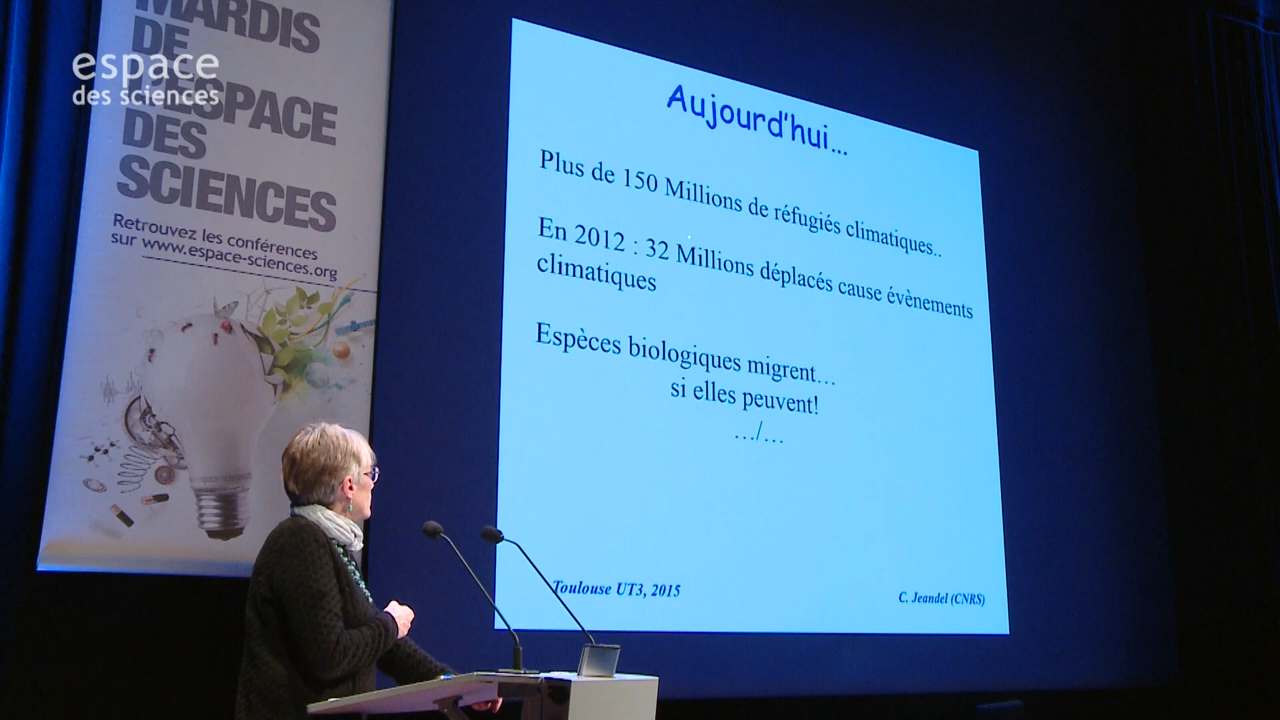 MARDIS
DE
L'ESPACE
DES
SCIENCES
espace
des sciences
Retrouvez les conférences
sur www.espace-sciences.org
Aujourd'hui...
Plus de 150 Millions de réfugiés climatiques..
En 2012 : 32 Millions déplacés cause évènements
climatiques
Espèces biologiques migrent…
si elles peuvent!
…/…
Toulouse UT3, 2015
C. Jeandel (CNRS)